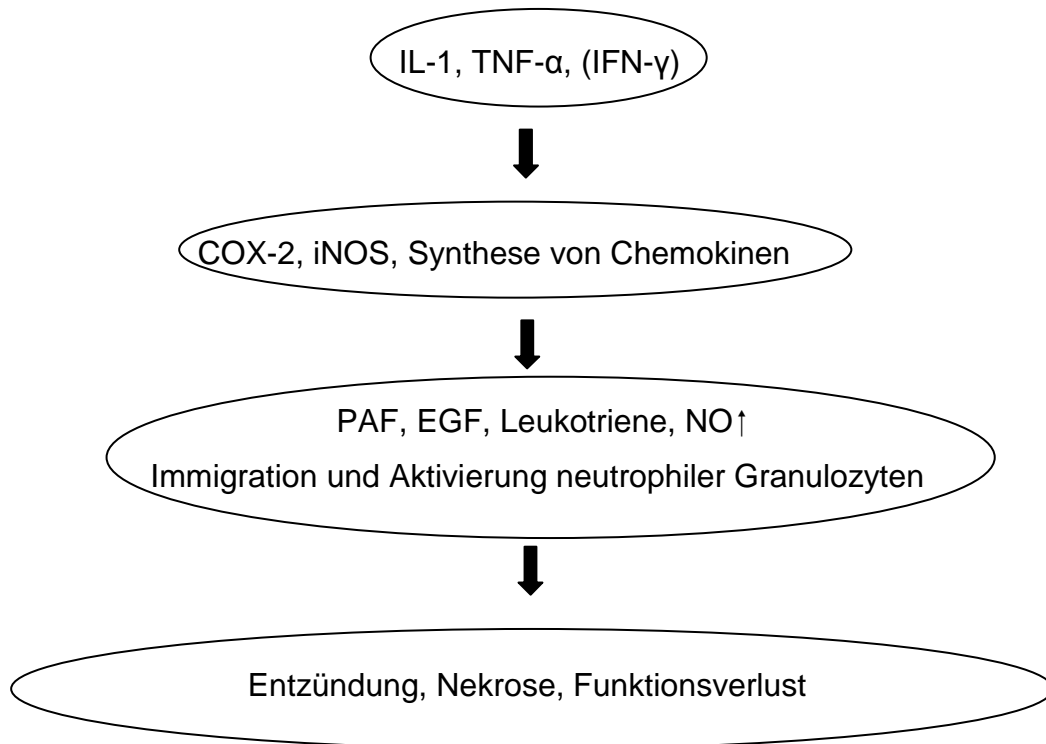 IL-1, TNF-α, (IFN-γ)
COX-2, iNOS, Synthese von Chemokinen
PAF, EGF, Leukotriene, NO↑
Immigration und Aktivierung neutrophiler Granulozyten
Entzündung, Nekrose, Funktionsverlust